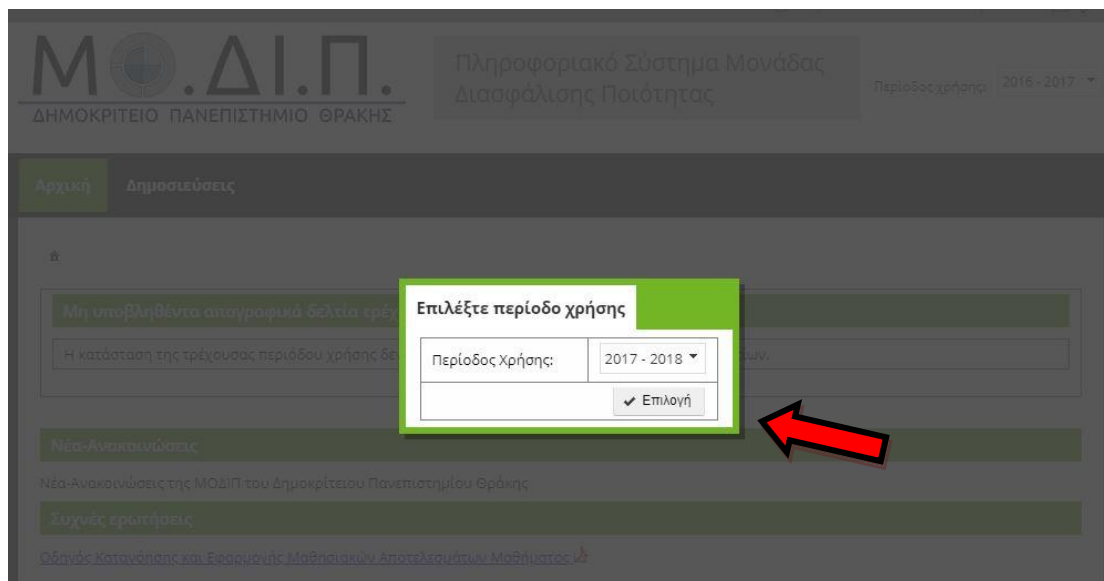 ΜΟ.ΔΙ.Π.
ΔΗΜΟΚΡΙΤΕΙΟ ΠΑΝΕΠΙΣΤΗΜΙΟ ΘΡΑΚΗΣ
Πληροφοριακό Σύστημα Μονάδας
Διασφάλισης Ποιότητας
Περίοδος χρήσης: 2016 - 2017
Αρχική Δημοσιεύσεις
Μη υποβληθέντα απογραφικά δελτία
Επιλέξτε περίοδο χρήσης
Η κατάσταση της τρέχουσας περιόδου χρήσης
Περίοδος Χρήσης: 2017 - 2018
Επιλογή
Νέα-Ανακοινώσεις
Νέα-Ανακοινώσεις της ΜΟΔΙΠ του Δημοκρίτειου Πανεπιστημίου Θράκης
Συχνές ερωτήσεις
Οδηγός Κατανόησης και Εφαρμογής Μαθησιακών Αποτελεσμάτων Μαθήματος